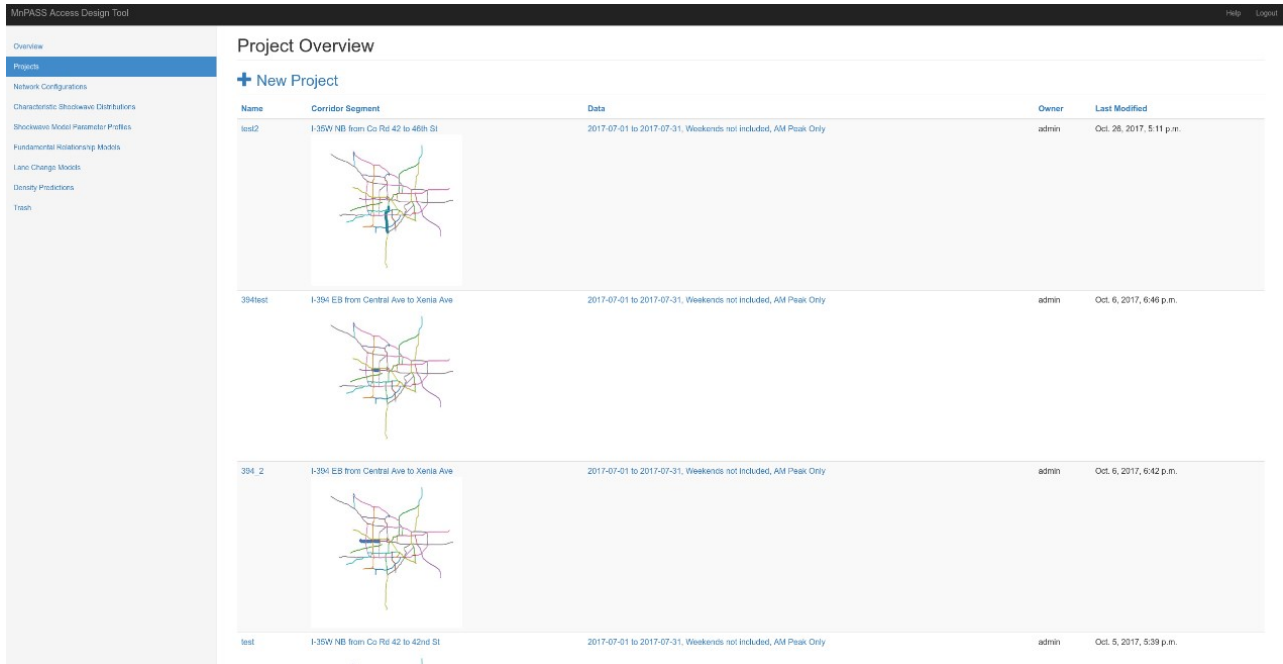 MnPASS Access Design Tool Help Logout
Overview
Projects
Network Configurations
Characteristic Shockwave Distributions
Shockwave Model Parameter Profiles
Fundamental Relationship Models
Lane Change Models
Density Predictions
Trash
Project Overview
+ New Project
Name Corridor Segment Data Owner Last Modified
test2 I-35W NB from Co Rd 42 to 46th St 2017-07-01 to 2017-07-31, Weekends not included, AM Peak Only admin Oct. 26, 2017, 5:11 p.m.
394test I-394 EB from Central Ave to Xenia Ave 2017-07-01 to 2017-07-31, Weekends not included, AM Peak Only admin Oct. 6, 2017, 6:46 p.m.
394_2 I-394 EB from Central Ave to Xenia Ave 2017-07-01 to 2017-07-31, Weekends not included, AM Peak Only admin Oct. 6, 2017, 6:42 p.m.
test I-35W NB from Co Rd 42 to 42nd St 2017-07-01 to 2017-07-31, Weekends not included, AM Peak Only admin Oct. 5, 2017, 5:39 p.m.